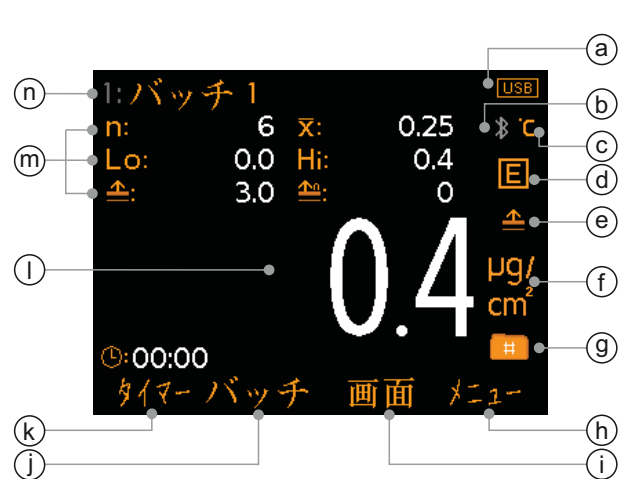 a
n 1: バッチ 1 USB
b
n: 6 x̄: 0.25 ℃ c
m Lo: 0.0 Hi: 0.4 E d
: 3.0 n: 0 e
l 0.4 µg/cm² f
# g
: 00:00
タイマー バッチ 画面 メニュー
k j i h